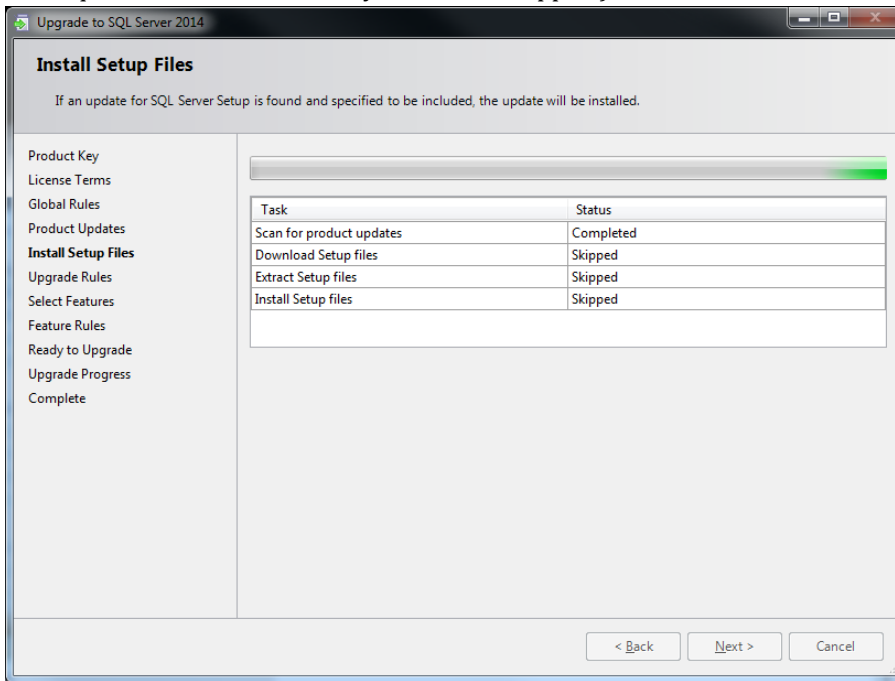 Upgrade to SQL Server 2014
Install Setup Files
If an update for SQL Server Setup is found and specified to be included, the update will be installed.
Product Key
License Terms
Global Rules
Product Updates
Install Setup Files
Upgrade Rules
Select Features
Feature Rules
Ready to Upgrade
Upgrade Progress
Complete
Task Status
Scan for product updates Completed
Download Setup files Skipped
Extract Setup files Skipped
Install Setup files Skipped
< Back Next > Cancel